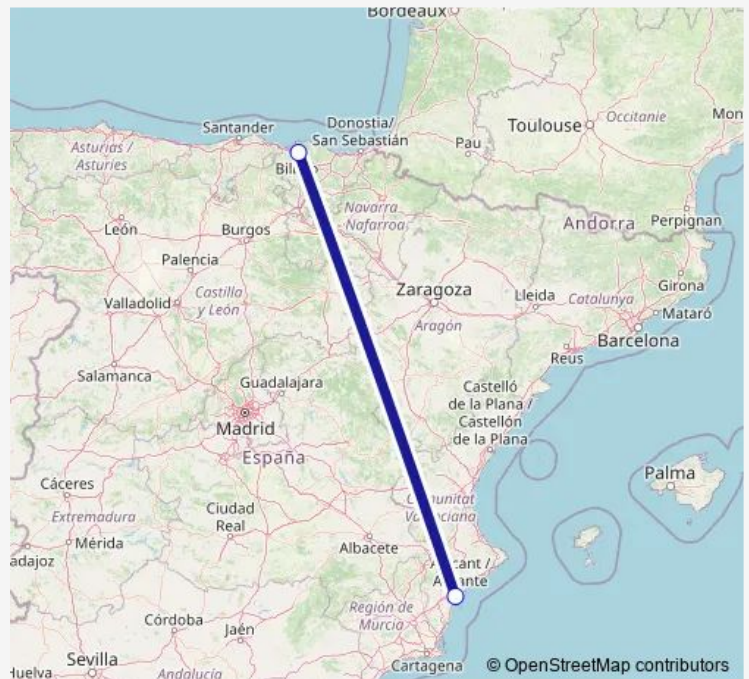 Bordeaux
Santander
Donostia/
San Sebastián
Toulouse
Occitanie
Mon
Asturias /
Asturies
Pau
Navarra
Nafarroa
León
Burgos
Andorra
Perpignan
Palencia
Castilla
y León
Zaragoza
Girona
Valladolid
Lleida
Catalunya
Mataró
Aragón
Barcelona
Reus
Salamanca
Guadalajara
Castelló
de la Plana /
Castellón
de la Plana
Madrid
España
Palma
Cáceres
Extremadura
Ciudad
Real
Mérida
adajoz
Albacete
Región de
Murcia
Córdoba
Jaén
Sevilla
Cartagena
Huelva
Andalucía
© OpenStreetMap contributors